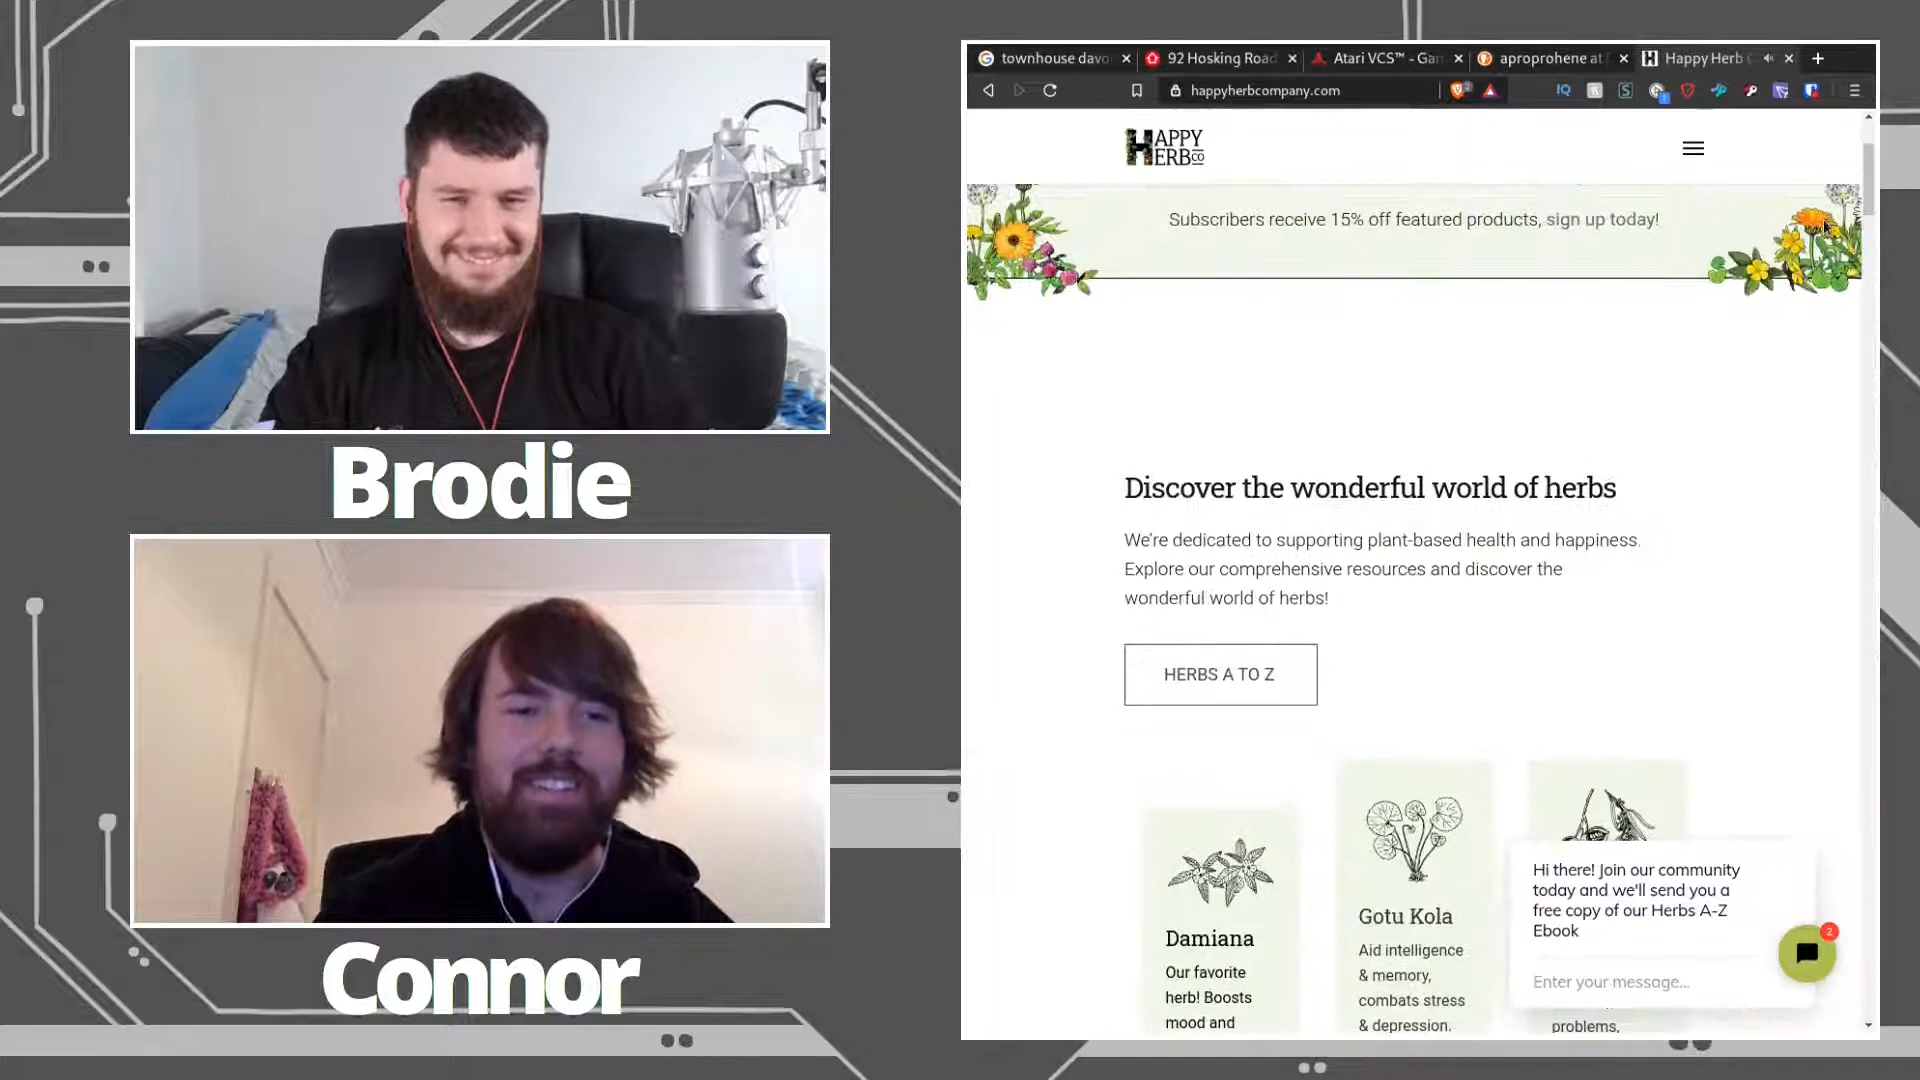 Brodie
Connor
townhouse davo
92 Hosking Road
Atari VCS™ - Gam
aproprohene at
Happy Herb C
happyherbcompany.com
HAPPY
HERB CO
Subscribers receive 15% off featured products, sign up today!
Discover the wonderful world of herbs
We're dedicated to supporting plant-based health and happiness.
Explore our comprehensive resources and discover the
wonderful world of herbs!
HERBS A TO Z
Damiana
Our favorite
herb! Boosts
mood and
Gotu Kola
Aid intelligence
& memory,
combats stress
& depression.
problems,
Hi there! Join our community
today and we'll send you a
free copy of our Herbs A-Z
Ebook
Enter your message...
2